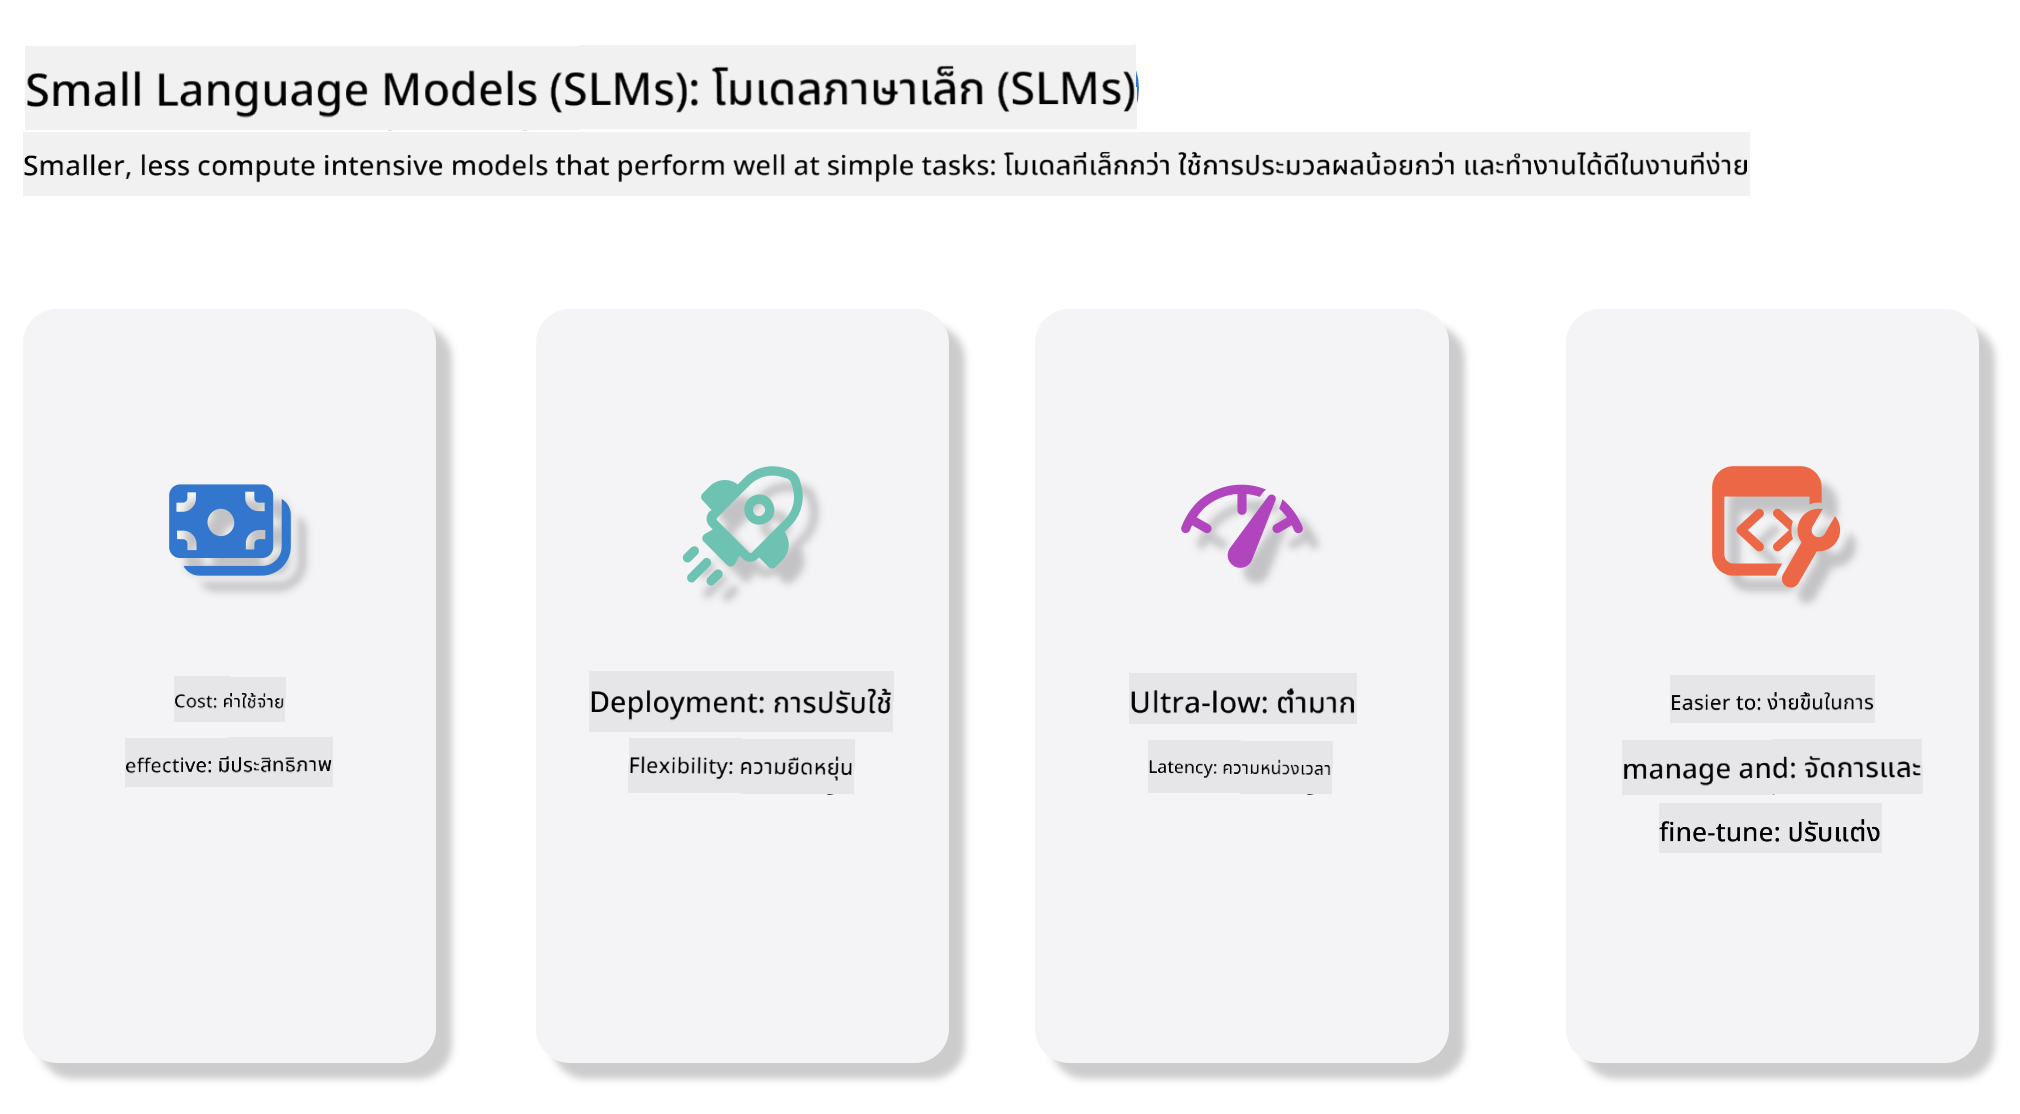 Small Language Models (SLMs): โมเดลภาษาเล็ก (SLMs)
Smaller, less compute intensive models that perform well at simple tasks: โมเดลที่เล็กกว่า ใช้การประมวลผลน้อยกว่า และทำงานได้ดีในงานที่ง่าย
Cost: ค่าใช้จ่าย
effective: มีประสิทธิภาพ
Deployment: การปรับใช้
Flexibility: ความยืดหยุ่น
Ultra-low: ต่ำมาก
Latency: ความหน่วงเวลา
Easier to: ง่ายขึ้นในการ
manage and: จัดการและ
fine-tune: ปรับแต่ง